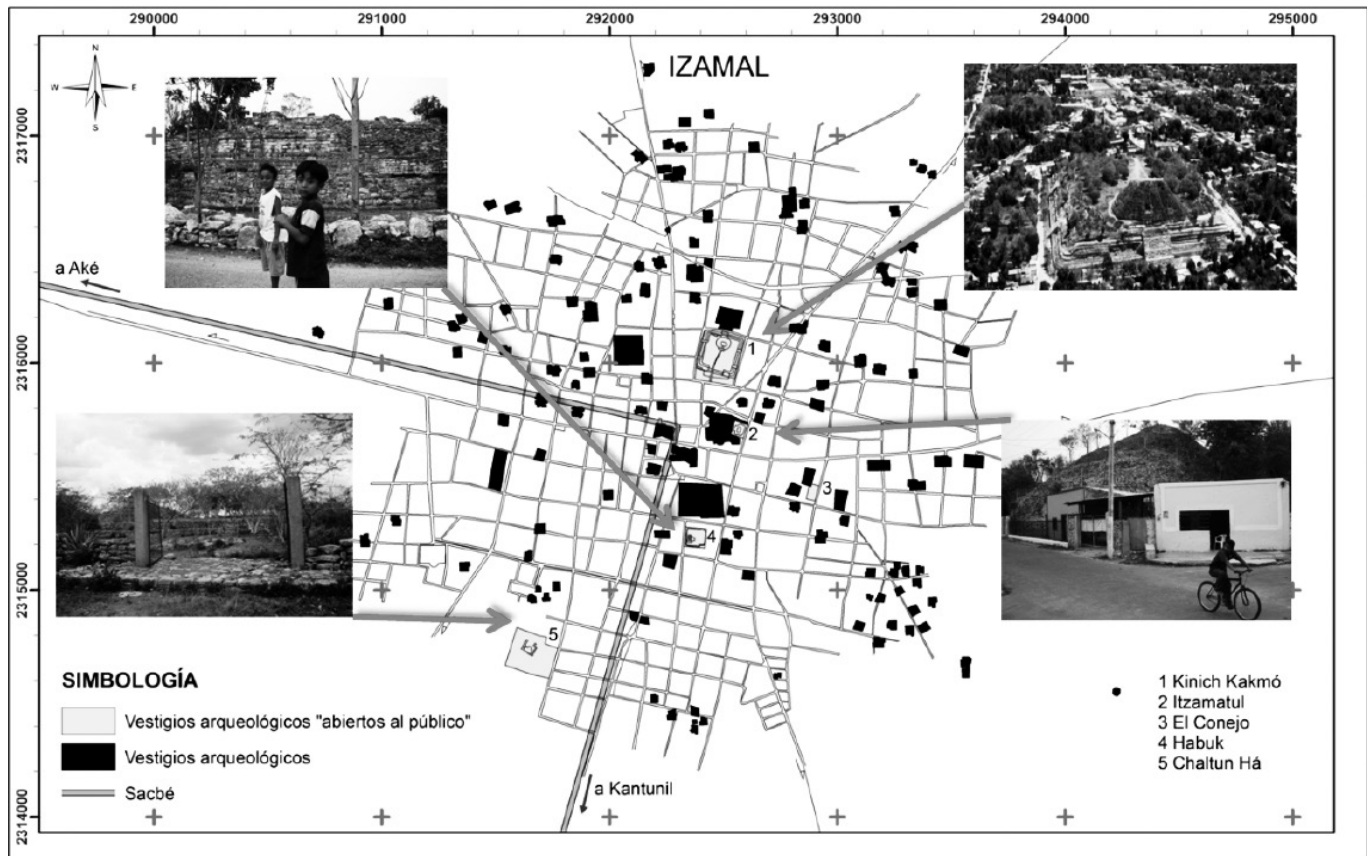 290000
291000
292000
293000
294000
295000
N
W
E
S
IZAMAL
2317000
2316000
2315000
2314000
a Aké
1
2
3
4
5
a Kantunil
SIMBOLOGÍA
Vestigios arqueológicos "abiertos al público"
Vestigios arqueológicos
Sacbé
1 Kinich Kakmó
2 Itzamatul
3 El Conejo
4 Habuk
5 Chaltun Há